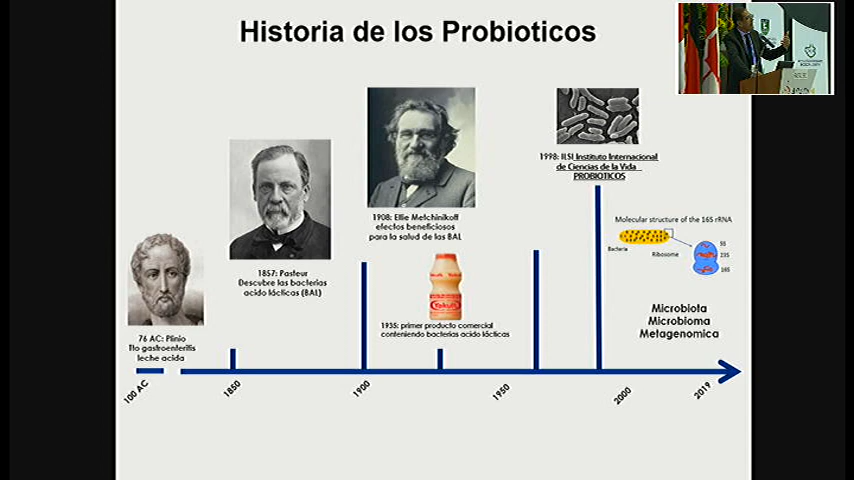 Historia de los Probioticos
1998: ILSI Instituto Internacional
de Ciencias de la Vida
PROBIOTICOS
1908: Ellie Metchinikoff
efectos beneficiosos
para la salud de las BAL
Molecular structure of the 16S rRNA
Bacteria
Ribosome
5S
23S
16S
1857: Pasteur
Descubre las bacterias
acido lácticas (BAL)
Yakult
1935: primer producto comercial
conteniendo bacterias acido lácticas
Microbiota
Microbioma
Metagenomica
76 AC: Plinio
Tto gastroenteritis
leche acida
100 AC
1850
1900
1950
2000
2019